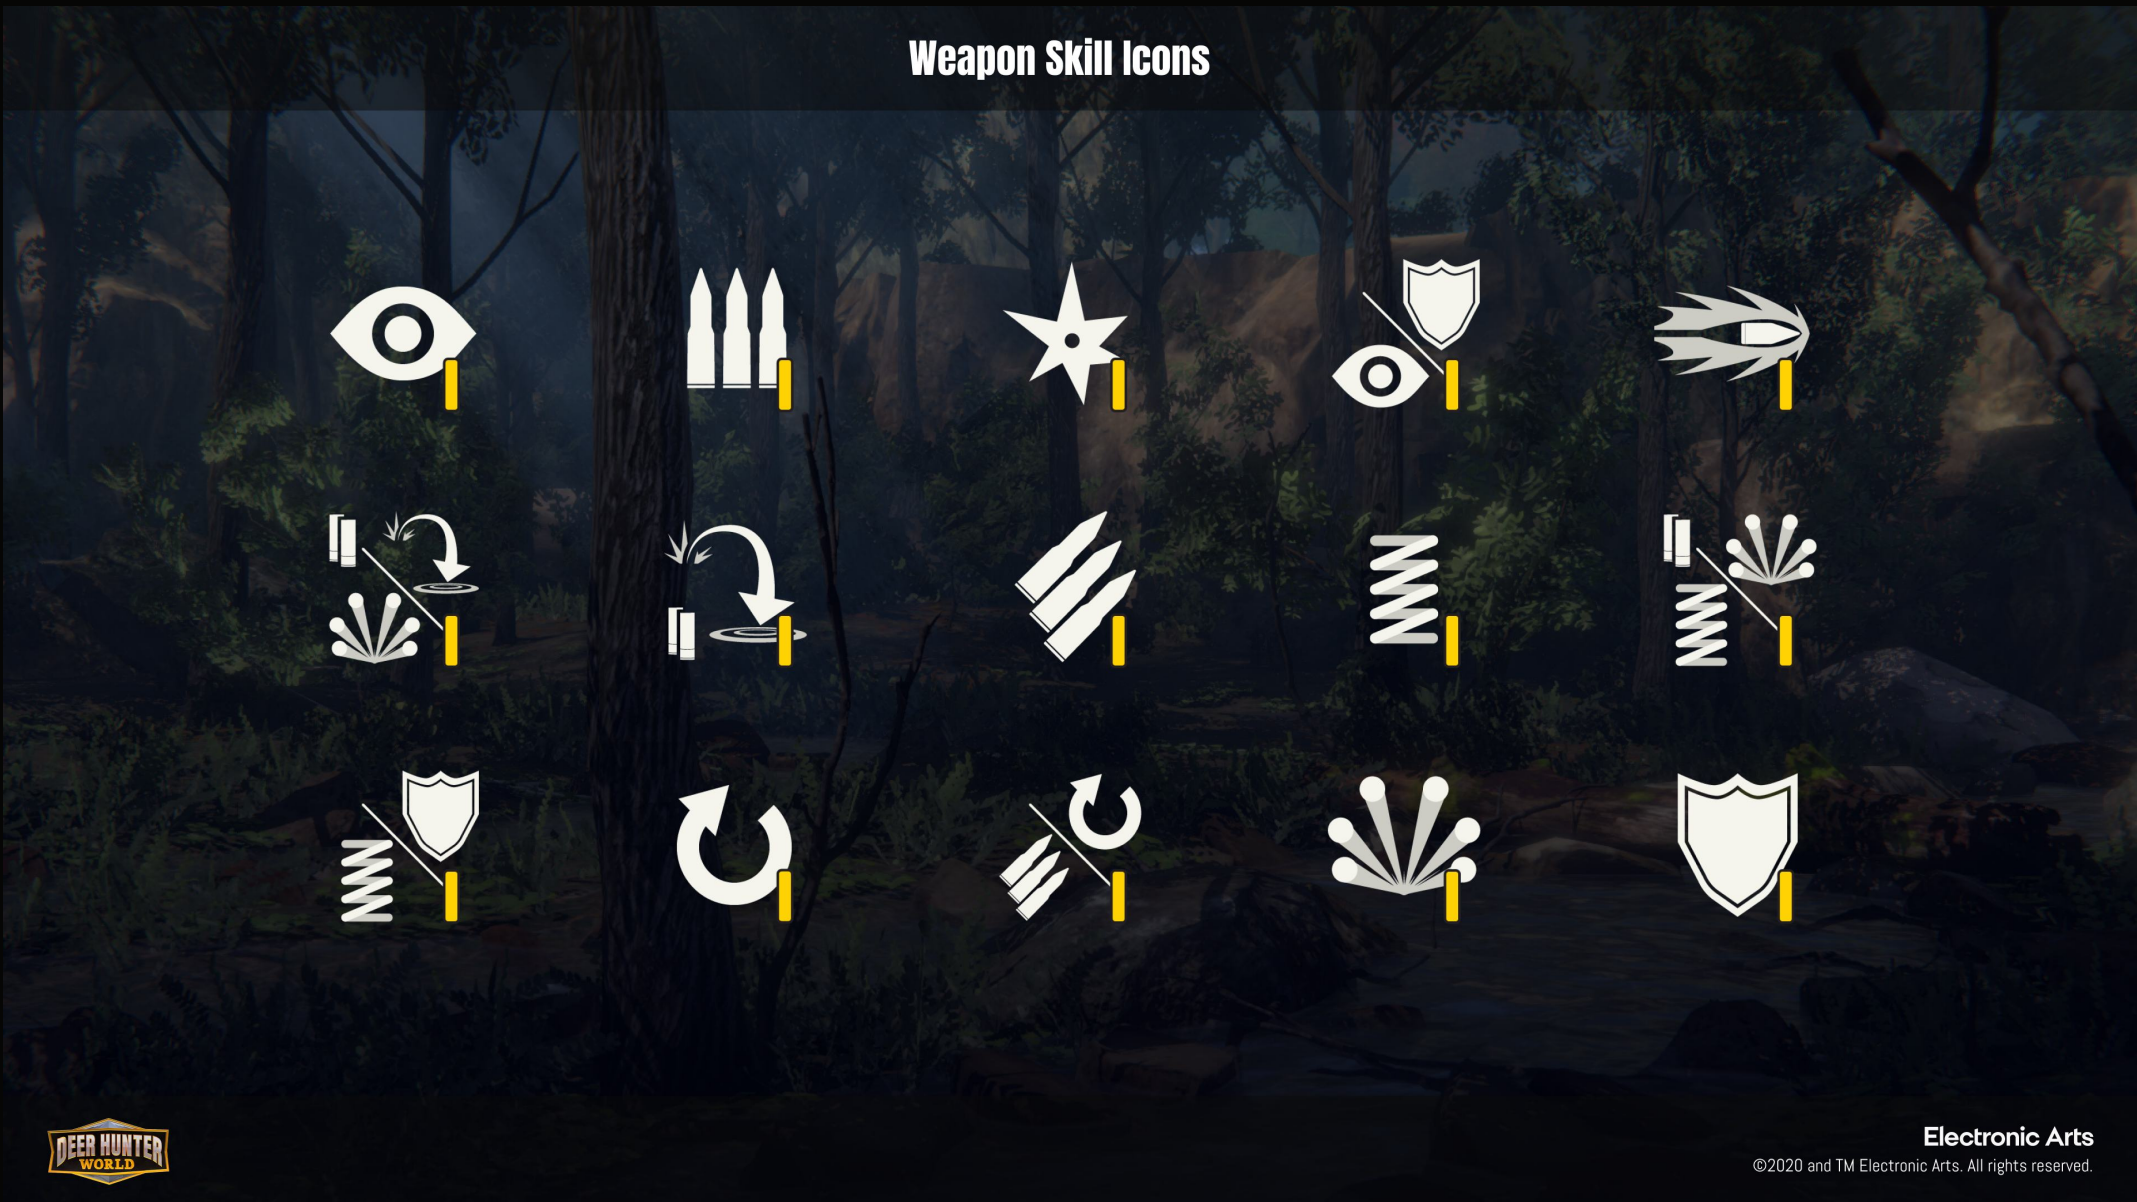 Weapon Skill Icons
DEER HUNTER
WORLD
Electronic Arts
©2020 and TM Electronic Arts. All rights reserved.